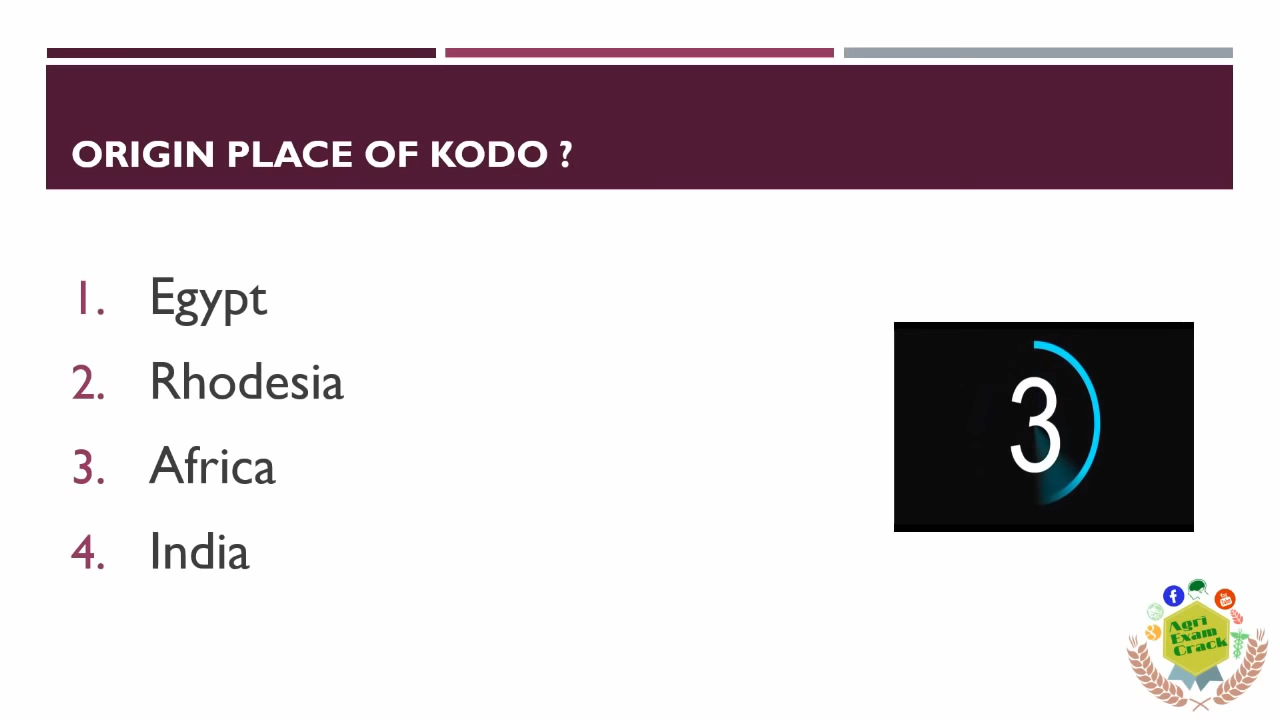 ORIGIN PLACE OF KODO ?
1. Egypt
2. Rhodesia
3. Africa
4. India
3
Agri
Exam
Crack